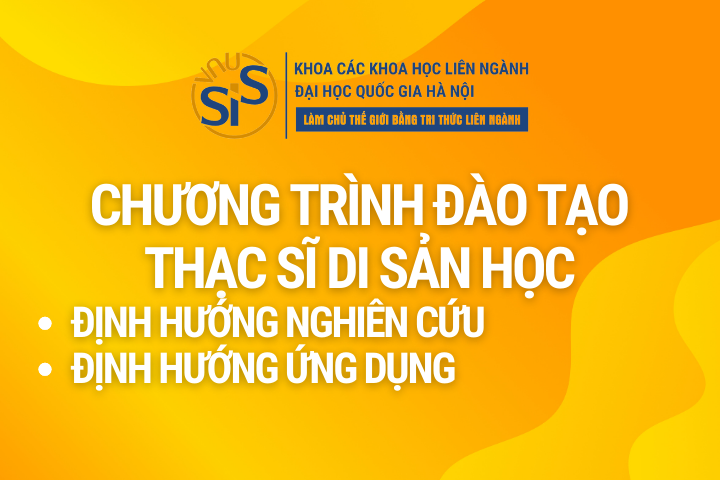 VNU
SiS
KHOA CÁC KHOA HỌC LIÊN NGÀNH
ĐẠI HỌC QUỐC GIA HÀ NỘI
LÀM CHỦ THẾ GIỚI BẰNG TRI THỨC LIÊN NGÀNH
CHƯƠNG TRÌNH ĐÀO TẠO
THẠC SĨ DI SẢN HỌC
• ĐỊNH HƯỚNG NGHIÊN CỨU
• ĐỊNH HƯỚNG ỨNG DỤNG